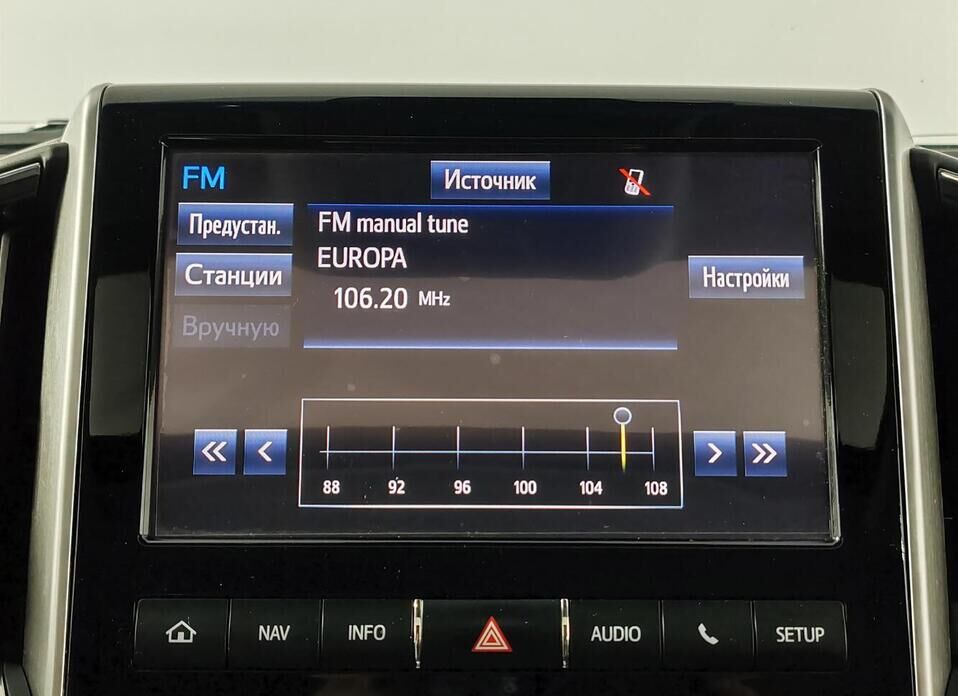 FM
Источник
Предустан.
FM manual tune
Станции
EUROPA
Настройки
106.20 MHz
Вручную
88 92 96 100 104 108
NAV INFO AUDIO SETUP